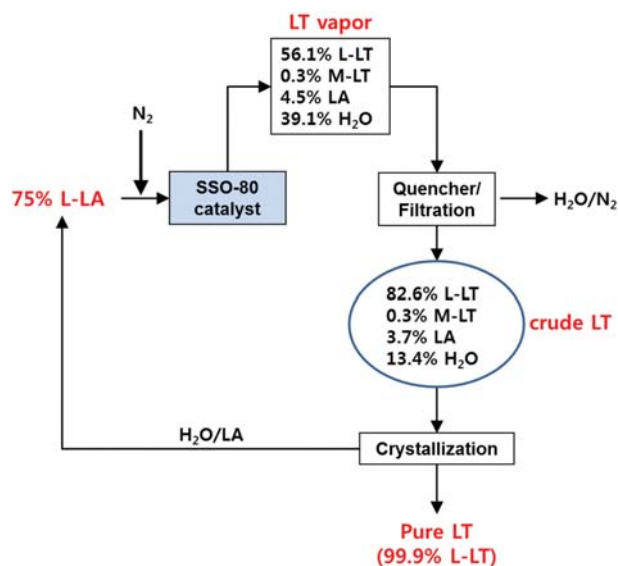 LT vapor
56.1% L-LT
0.3% M-LT
4.5% LA
39.1% H₂O
N₂
75% L-LA
SSO-80
catalyst
Quencher/
Filtration
H₂O/N₂
82.6% L-LT
0.3% M-LT
3.7% LA
13.4% H₂O
crude LT
H₂O/LA
Crystallization
Pure LT
(99.9% L-LT)